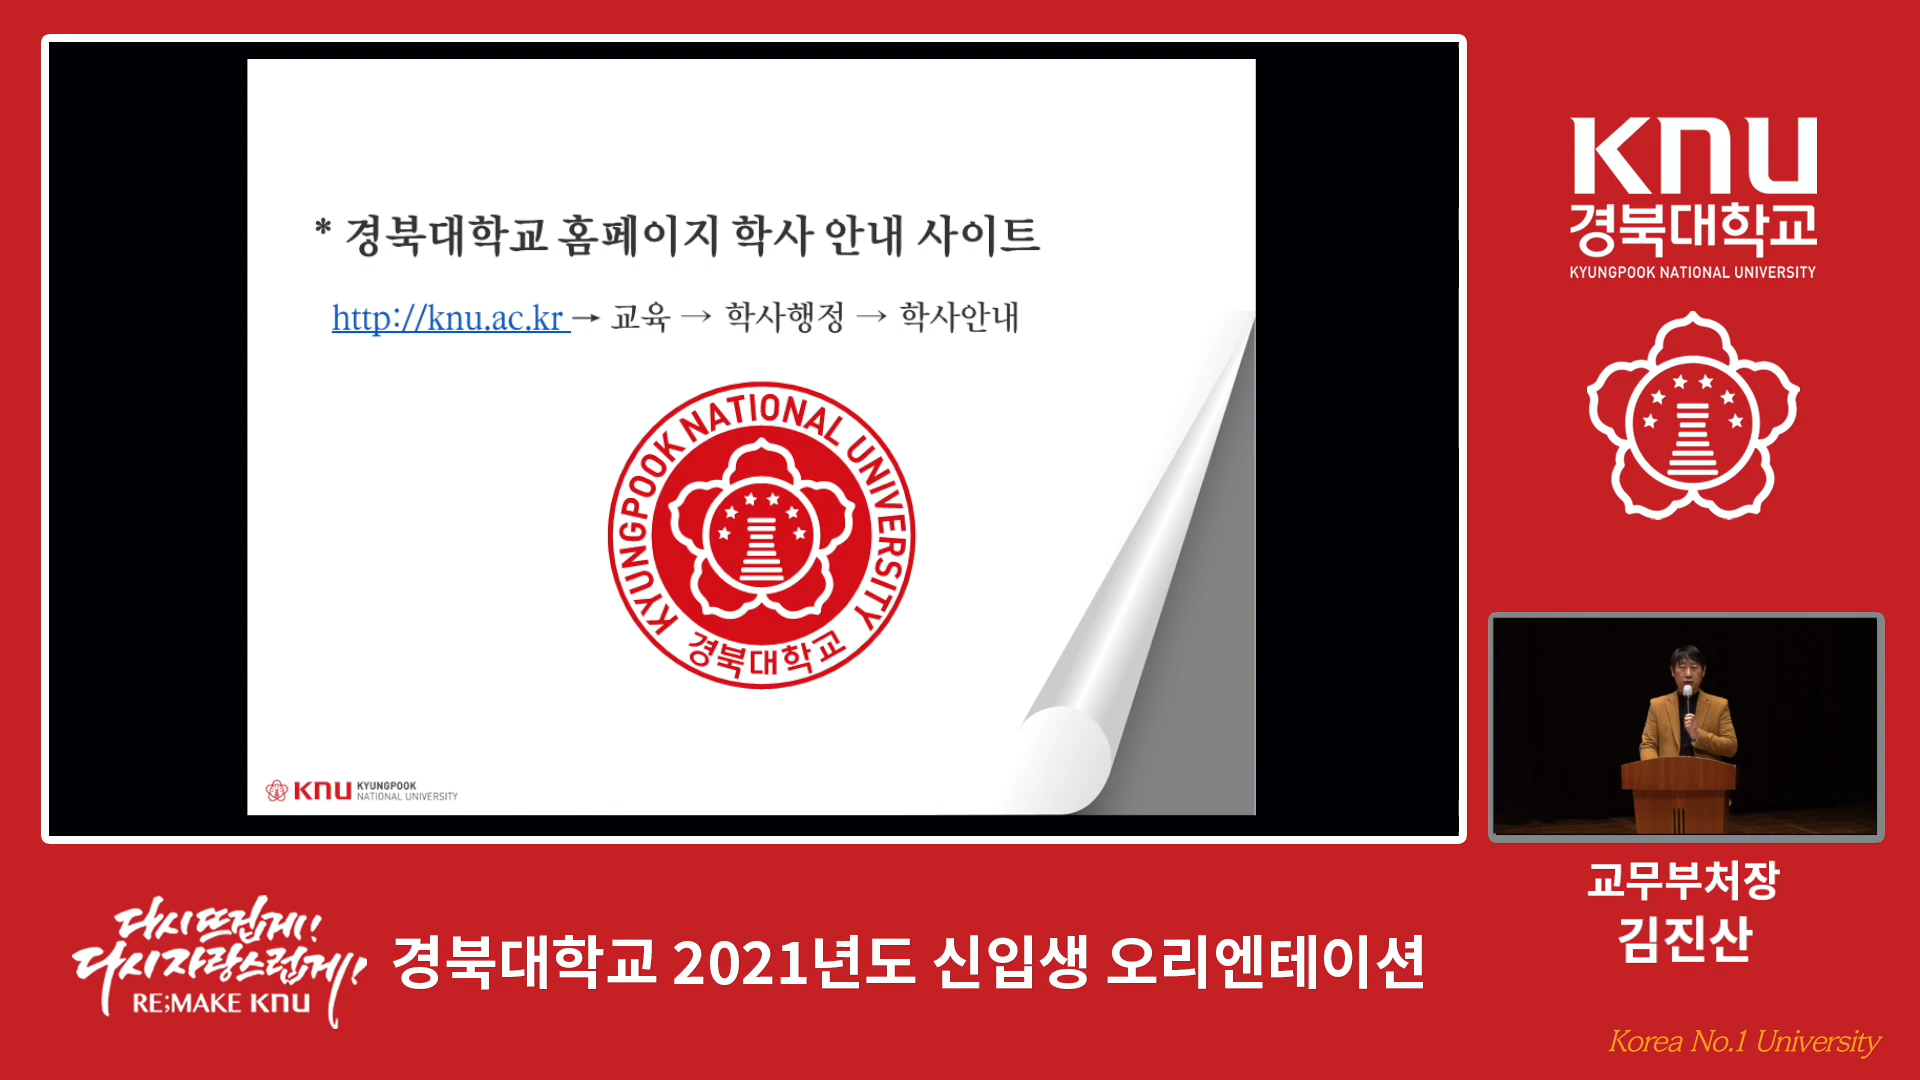 * 경북대학교 홈페이지 학사 안내 사이트
http://knu.ac.kr → 교육 → 학사행정 → 학사안내
KYUNGPOOK NATIONAL UNIVERSITY
경북대학교
KNU KYUNGPOOK
NATIONAL UNIVERSITY
KNU
경북대학교
KYUNGPOOK NATIONAL UNIVERSITY
교무부처장
김진산
다시 뜨겁게!
다시 자랑스럽게!
RE;MAKE KNU
경북대학교 2021년도 신입생 오리엔테이션
Korea No.1 University